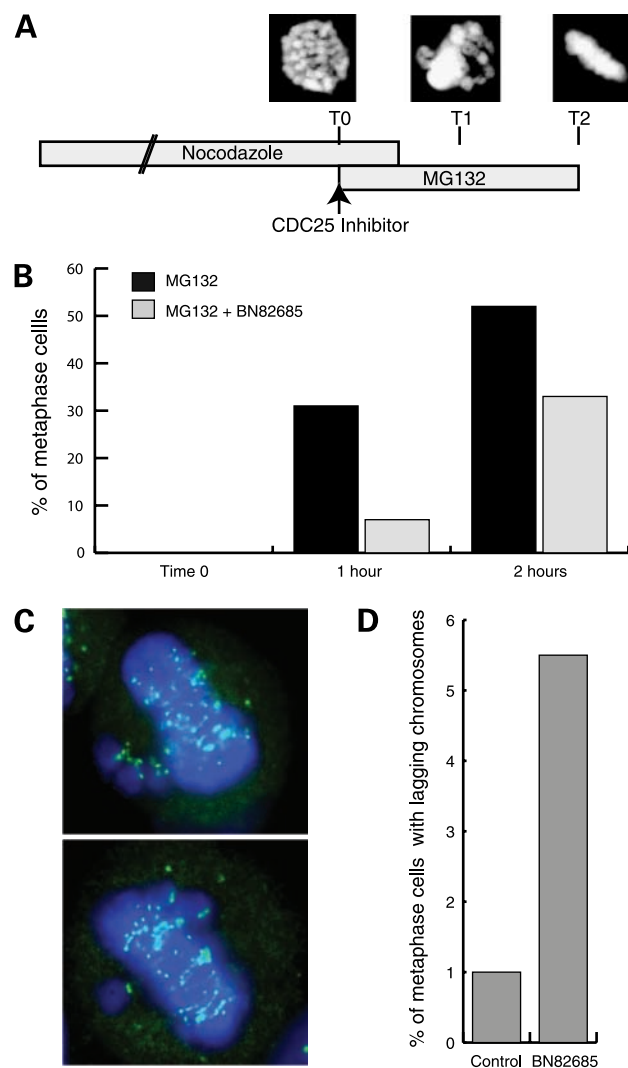 A
T0
T1
T2
Nocodazole
MG132
CDC25 Inhibitor
B
% of metaphase cellls
60
50
40
30
20
10
0
MG132
MG132 + BN82685
Time 0
1 hour
2 hours
C
D
% of metaphase cells with lagging chromosomes
6
5
4
3
2
1
0
Control
BN82685